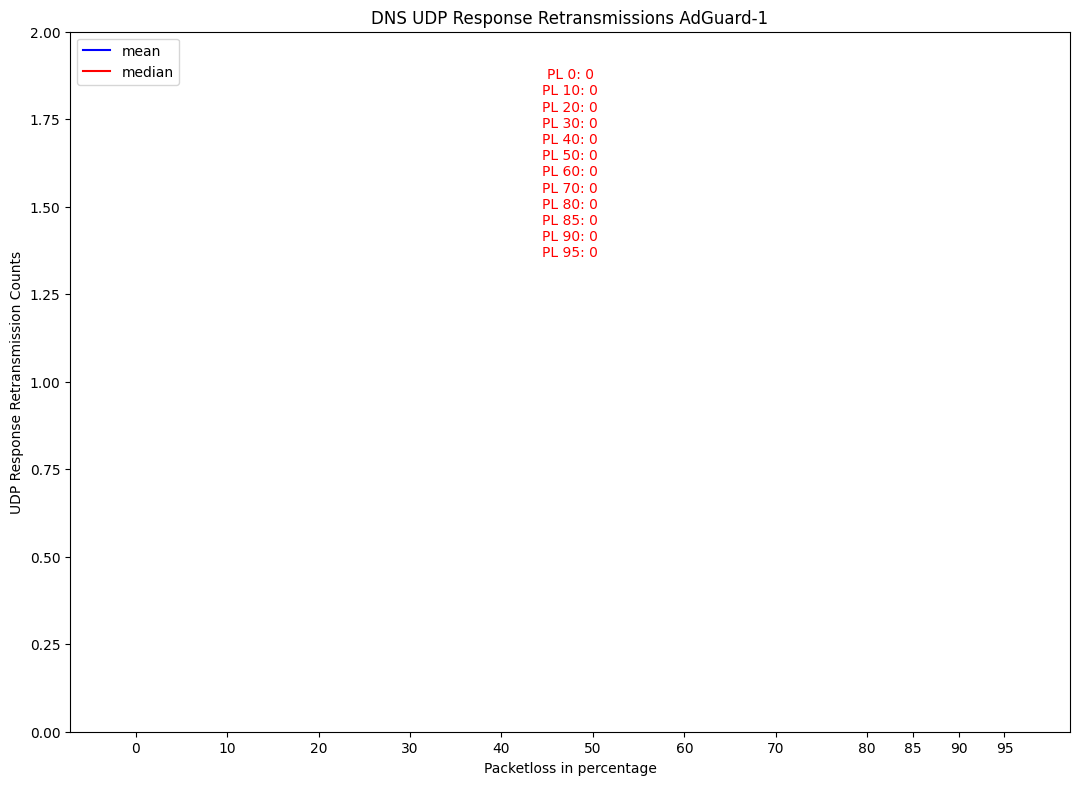 DNS UDP Response Retransmissions AdGuard-1
mean
median
PL 0: 0
PL 10: 0
PL 20: 0
PL 30: 0
PL 40: 0
PL 50: 0
PL 60: 0
PL 70: 0
PL 80: 0
PL 85: 0
PL 90: 0
PL 95: 0
UDP Response Retransmission Counts
2.00
1.75
1.50
1.25
1.00
0.75
0.50
0.25
0.00
0 10 20 30 40 50 60 70 80 85 90 95
Packetloss in percentage